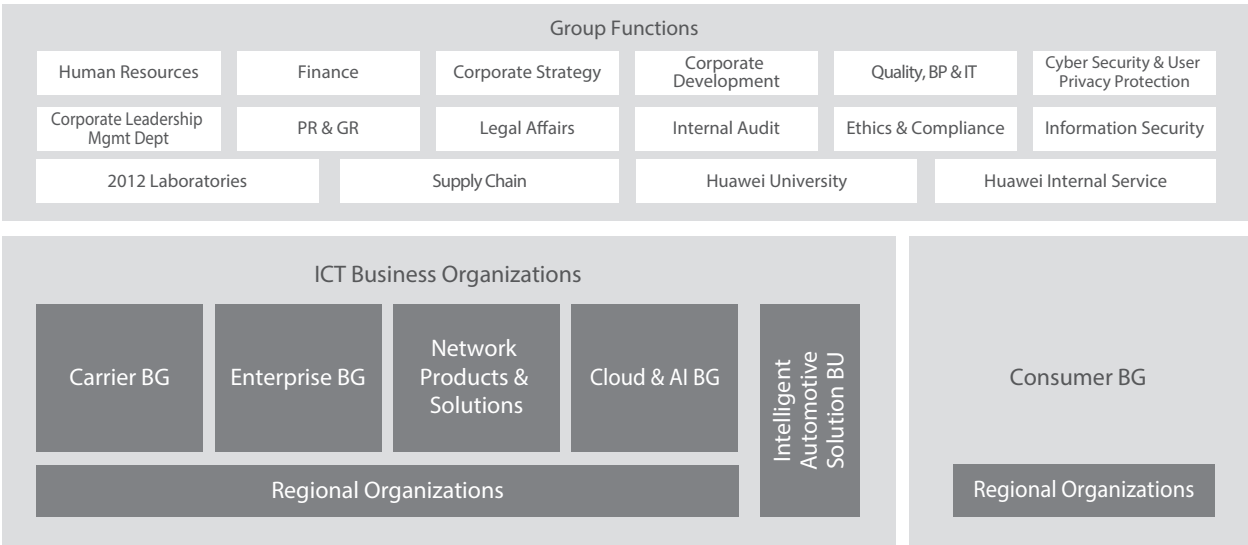 Group Functions
Human Resources
Finance
Corporate Strategy
Corporate
Development
Quality, BP & IT
Cyber Security & User
Privacy Protection
Corporate Leadership
Mgmt Dept
PR & GR
Legal Affairs
Internal Audit
Ethics & Compliance
Information Security
2012 Laboratories
Supply Chain
Huawei University
Huawei Internal Service
ICT Business Organizations
Carrier BG
Enterprise BG
Network
Products &
Solutions
Cloud & AI BG
Intelligent
Automotive
Solution BU
Regional Organizations
Consumer BG
Regional Organizations